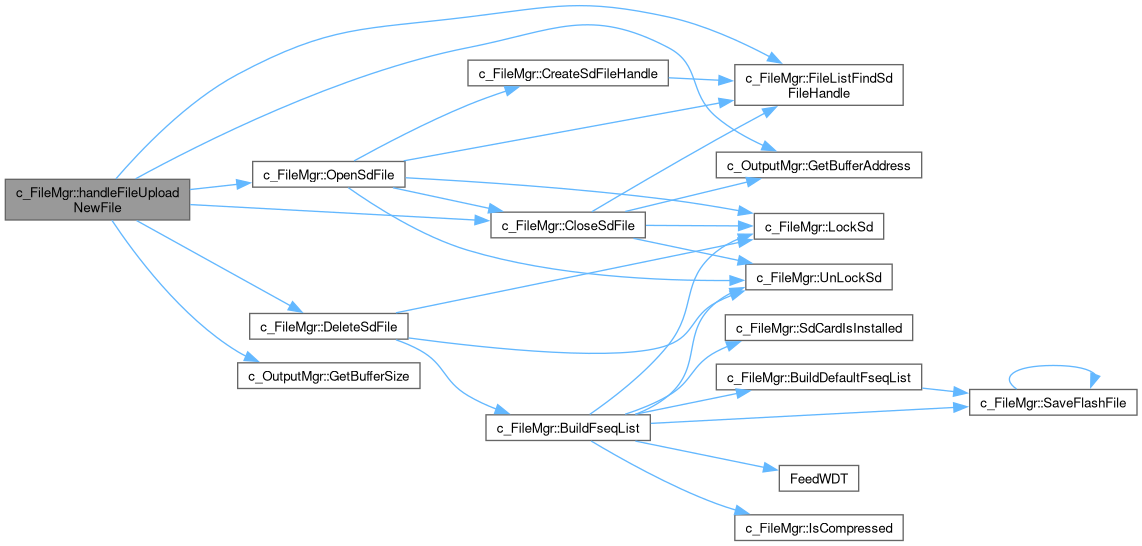 c_FileMgr::handleFileUpload
NewFile
c_FileMgr::OpenSdFile
c_FileMgr::CreateSdFileHandle
c_FileMgr::FileListFindSd
FileHandle
c_OutputMgr::GetBufferAddress
c_FileMgr::CloseSdFile
c_FileMgr::LockSd
c_FileMgr::UnLockSd
c_FileMgr::DeleteSdFile
c_OutputMgr::GetBufferSize
c_FileMgr::BuildFseqList
c_FileMgr::SdCardIsInstalled
c_FileMgr::BuildDefaultFseqList
c_FileMgr::SaveFlashFile
FeedWDT
c_FileMgr::IsCompressed